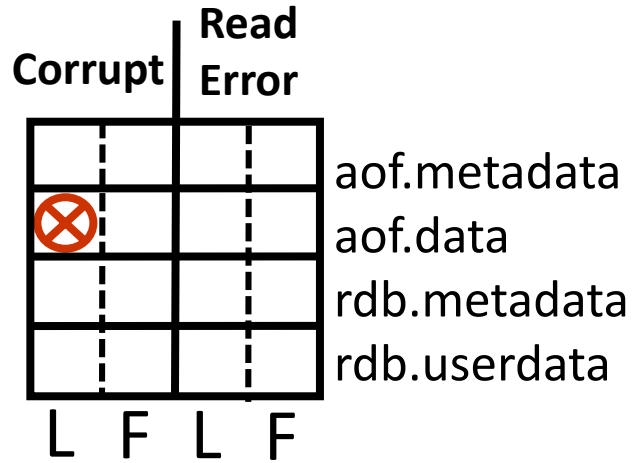 Read
Corrupt Error
aof.metadata
aof.data
rdb.metadata
rdb.userdata
L F L F